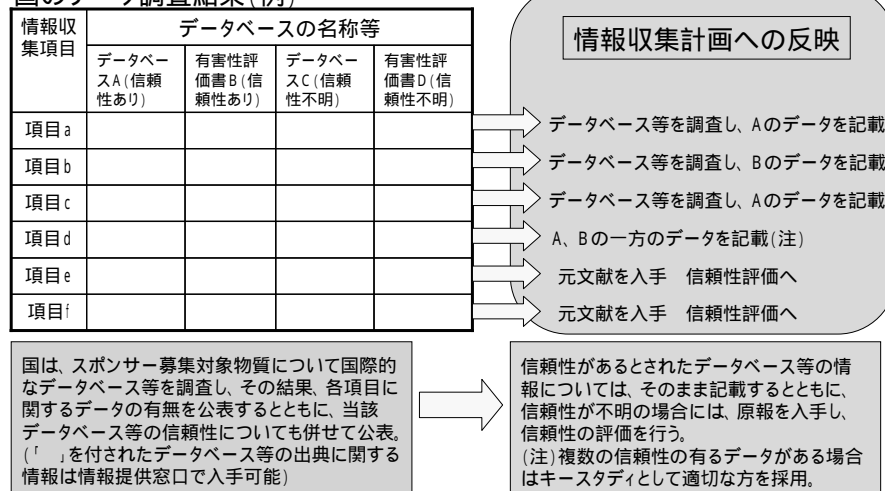 国のデータ調査結果(例)
情報収集項目
データベースの名称等
データベースA(信頼性あり)
有害性評価書B(信頼性あり)
データベースC(信頼性不明)
有害性評価書D(信頼性不明)
項目a
項目b
項目c
項目d
項目e
項目f
情報収集計画への反映
データベース等を調査し、Aのデータを記載
データベース等を調査し、Bのデータを記載
データベース等を調査し、Aのデータを記載
A、Bの一方のデータを記載(注)
元文献を入手 信頼性評価へ
元文献を入手 信頼性評価へ
国は、スポンサー募集対象物質について国際的
なデータベース等を調査し、その結果、各項目に
関するデータの有無を公表するとともに、当該
データベース等の信頼性についても併せて公表。
(「 」を付されたデータベース等の出典に関する
情報は情報提供窓口で入手可能)
信頼性があるとされたデータベース等の情
報については、そのまま記載するとともに、
信頼性が不明の場合には、原報を入手し、
信頼性の評価を行う。
(注)複数の信頼性の有るデータがある場合
はキースタディとして適切な方を採用。